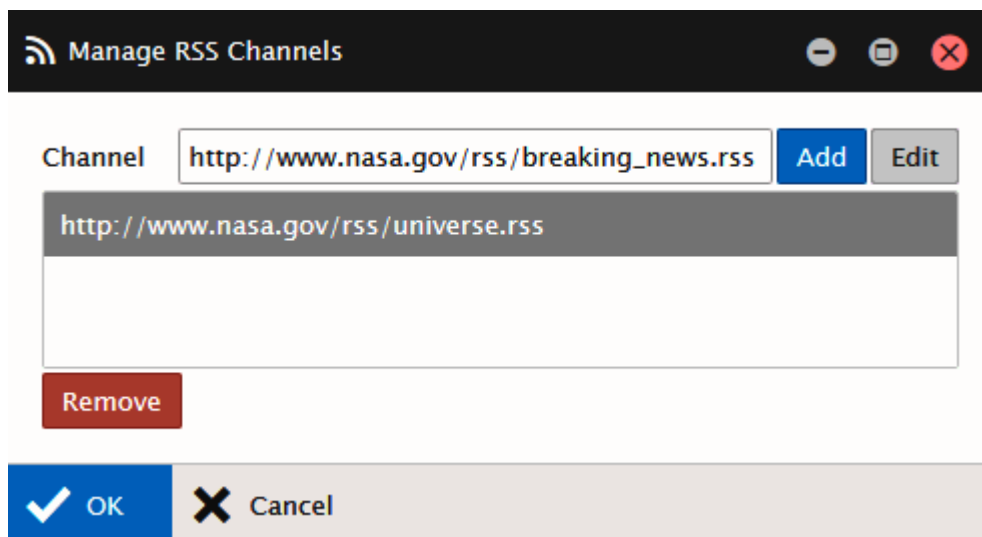 Manage RSS Channels
Channel http://www.nasa.gov/rss/breaking_news.rss Add Edit
http://www.nasa.gov/rss/universe.rss
Remove
OK Cancel